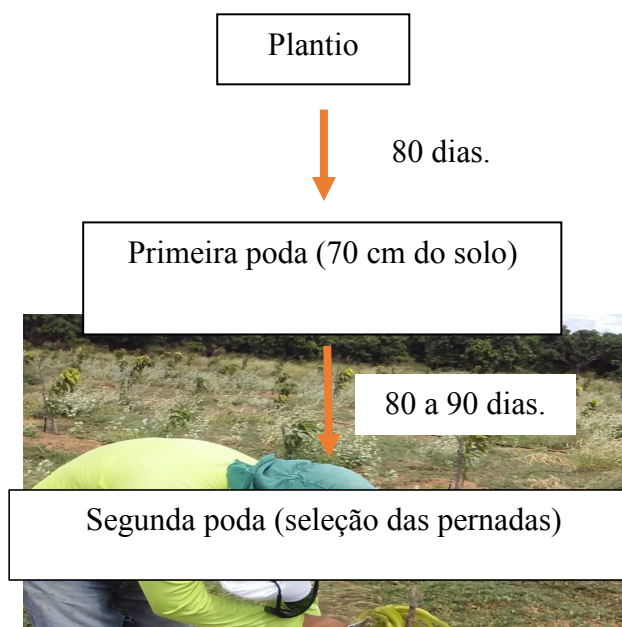 Plantio
80 dias.
Primeira poda (70 cm do solo)
80 a 90 dias.
Segunda poda (seleção das pernadas)